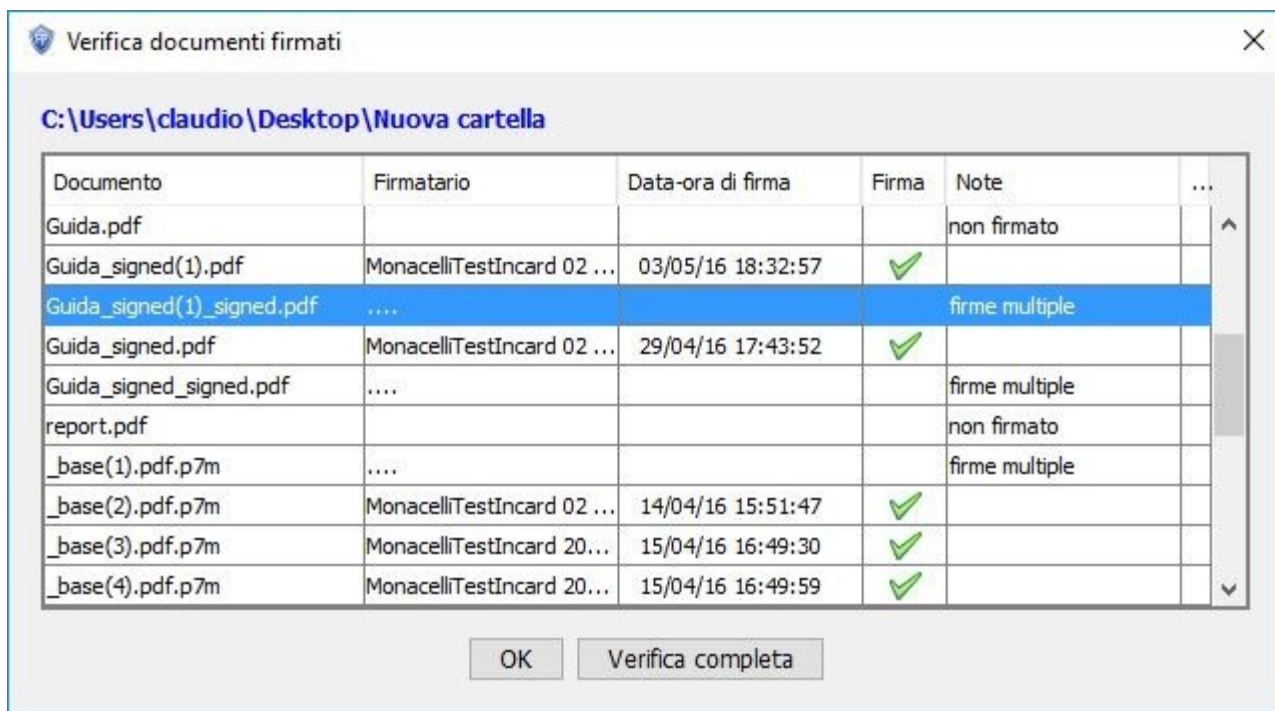 Verifica documenti firmati
C:\Users\claudio\Desktop\Nuova cartella
Documento Firmatario Data-ora di firma Firma Note ...
Guida.pdf non firmato
Guida_signed(1).pdf MonacelliTestIncard 02 ... 03/05/16 18:32:57
Guida_signed(1)_signed.pdf .... firme multiple
Guida_signed.pdf MonacelliTestIncard 02 ... 29/04/16 17:43:52
Guida_signed_signed.pdf .... firme multiple
report.pdf non firmato
_base(1).pdf.p7m .... firme multiple
_base(2).pdf.p7m MonacelliTestIncard 02 ... 14/04/16 15:51:47
_base(3).pdf.p7m MonacelliTestIncard 20... 15/04/16 16:49:30
_base(4).pdf.p7m MonacelliTestIncard 20... 15/04/16 16:49:59
OK Verifica completa